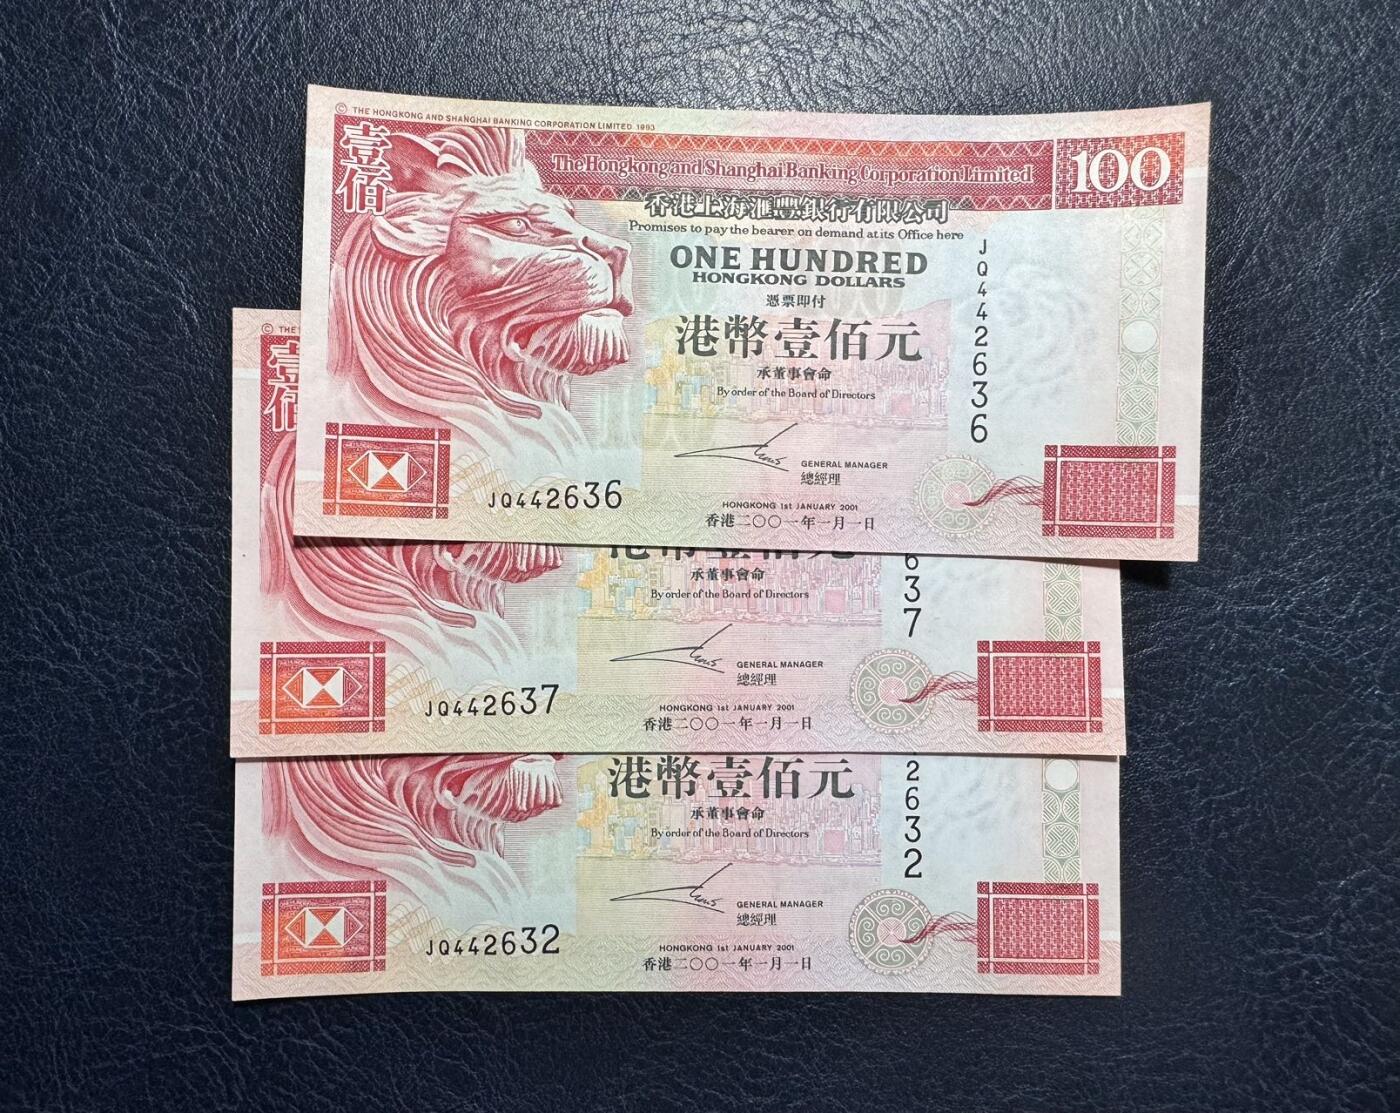 © THE HONGKONG AND SHANGHAI BANKING CORPORATION LIMITED 1993
壹佰
The Hongkong and Shanghai Banking Corporation Limited
100
香港上海滙豐銀行有限公司
Promises to pay the bearer on demand at its Office here
ONE HUNDRED
HONGKONG DOLLARS
憑票即付
港幣壹佰元
承董事會命
By order of the Board of Directors
JQ442636
GENERAL MANAGER
總經理
JQ442636
HONGKONG 1st JANUARY 2001
香港二〇〇一年一月一日
© THE
壹佰
港幣壹佰元
承董事會命
By order of the Board of Directors
637
GENERAL MANAGER
總經理
JQ442637
HONGKONG 1st JANUARY 2001
香港二〇〇一年一月一日
港幣壹佰元
承董事會命
By order of the Board of Directors
2632
GENERAL MANAGER
總經理
JQ442632
HONGKONG 1st JANUARY 2001
香港二〇〇一年一月一日